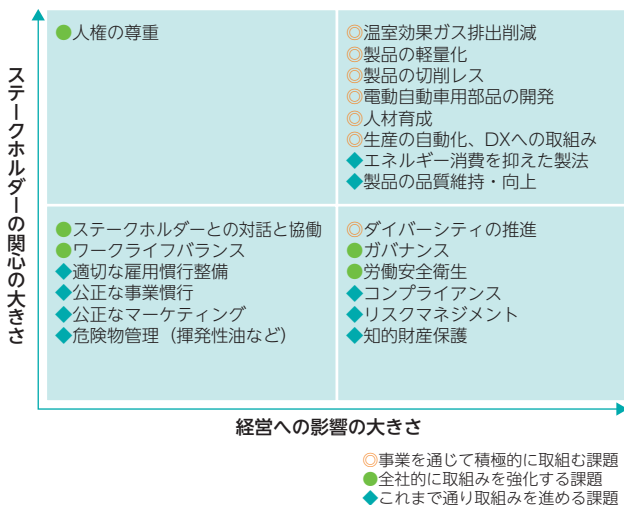 ステークホルダーの関心の大きさ
●人権の尊重
◎温室効果ガス排出削減
◎製品の軽量化
◎製品の切削レス
◎電動自動車用部品の開発
◎人材育成
◎生産の自動化、DXへの取組み
◆エネルギー消費を抑えた製法
◆製品の品質維持・向上
●ステークホルダーとの対話と協働
●ワークライフバランス
◆適切な雇用慣行整備
◆公正な事業慣行
◆公正なマーケティング
◆危険物管理（揮発性油など）
◎ダイバーシティの推進
●ガバナンス
●労働安全衛生
◆コンプライアンス
◆リスクマネジメント
◆知的財産保護
経営への影響の大きさ
◎事業を通じて積極的に取組む課題
●全社的に取組みを強化する課題
◆これまで通り取組みを進める課題